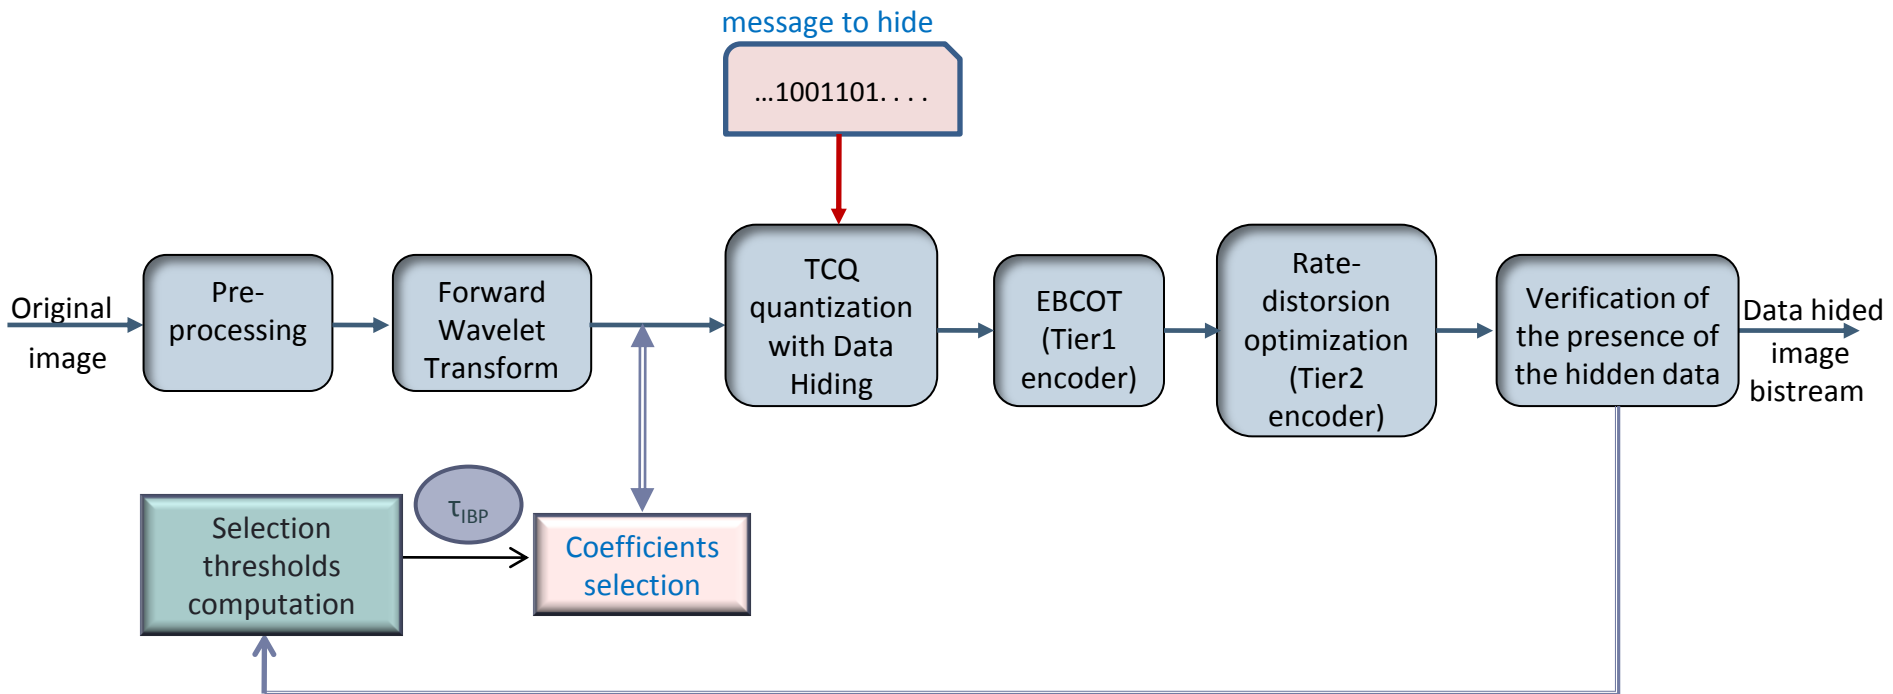 message to hide
...1001101. . . .
Original
image
Pre-
processing
Forward
Wavelet
Transform
TCQ
quantization
with Data
Hiding
EBCOT
(Tier1
encoder)
Rate-
distorsion
optimization
(Tier2
encoder)
Verification of
the presence of
the hidden data
Data hided
image
bistream
Selection
thresholds
computation
τIBP
Coefficients
selection